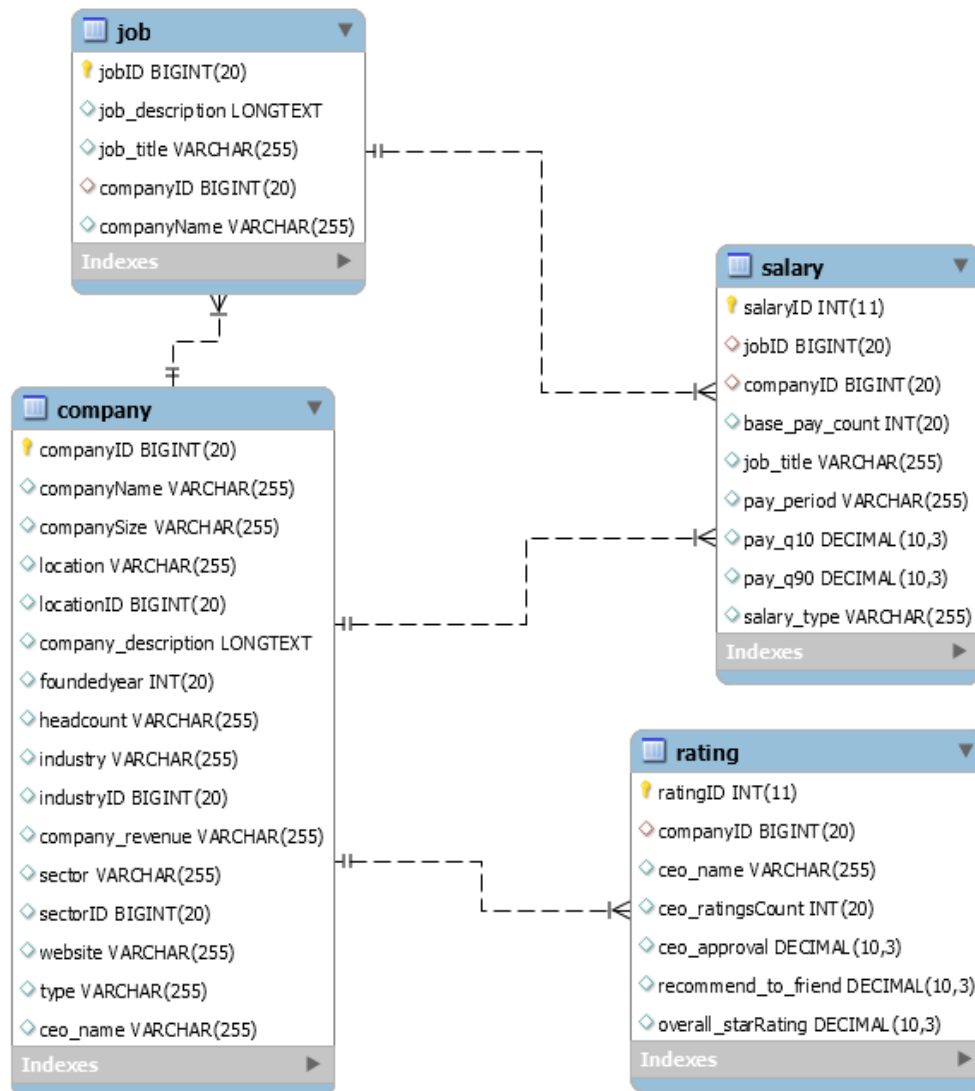 job
jobID BIGINT(20)
job_description LONGTEXT
job_title VARCHAR(255)
companyID BIGINT(20)
companyName VARCHAR(255)
Indexes
salary
salaryID INT(11)
jobID BIGINT(20)
companyID BIGINT(20)
base_pay_count INT(20)
job_title VARCHAR(255)
pay_period VARCHAR(255)
pay_q10 DECIMAL(10,3)
pay_q90 DECIMAL(10,3)
salary_type VARCHAR(255)
Indexes
company
companyID BIGINT(20)
companyName VARCHAR(255)
companySize VARCHAR(255)
location VARCHAR(255)
locationID BIGINT(20)
company_description LONGTEXT
foundedyear INT(20)
headcount VARCHAR(255)
industry VARCHAR(255)
industryID BIGINT(20)
company_revenue VARCHAR(255)
sector VARCHAR(255)
sectorID BIGINT(20)
website VARCHAR(255)
type VARCHAR(255)
ceo_name VARCHAR(255)
Indexes
rating
ratingID INT(11)
companyID BIGINT(20)
ceo_name VARCHAR(255)
ceo_ratingsCount INT(20)
ceo_approval DECIMAL(10,3)
recommend_to_friend DECIMAL(10,3)
overall_starRating DECIMAL(10,3)
Indexes